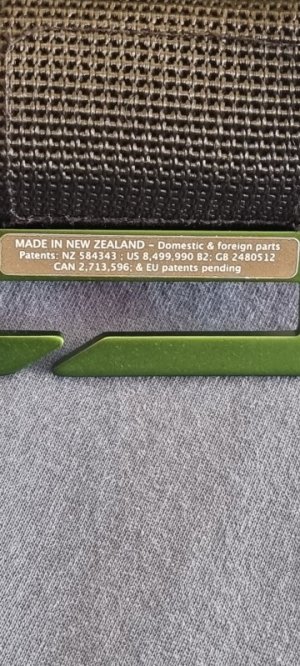 MADE IN NEW ZEALAND – Domestic & foreign parts
Patents: NZ 584343 ; US 8,499,990 B2; GB 2480512
CAN 2,713,596; & EU patents pending